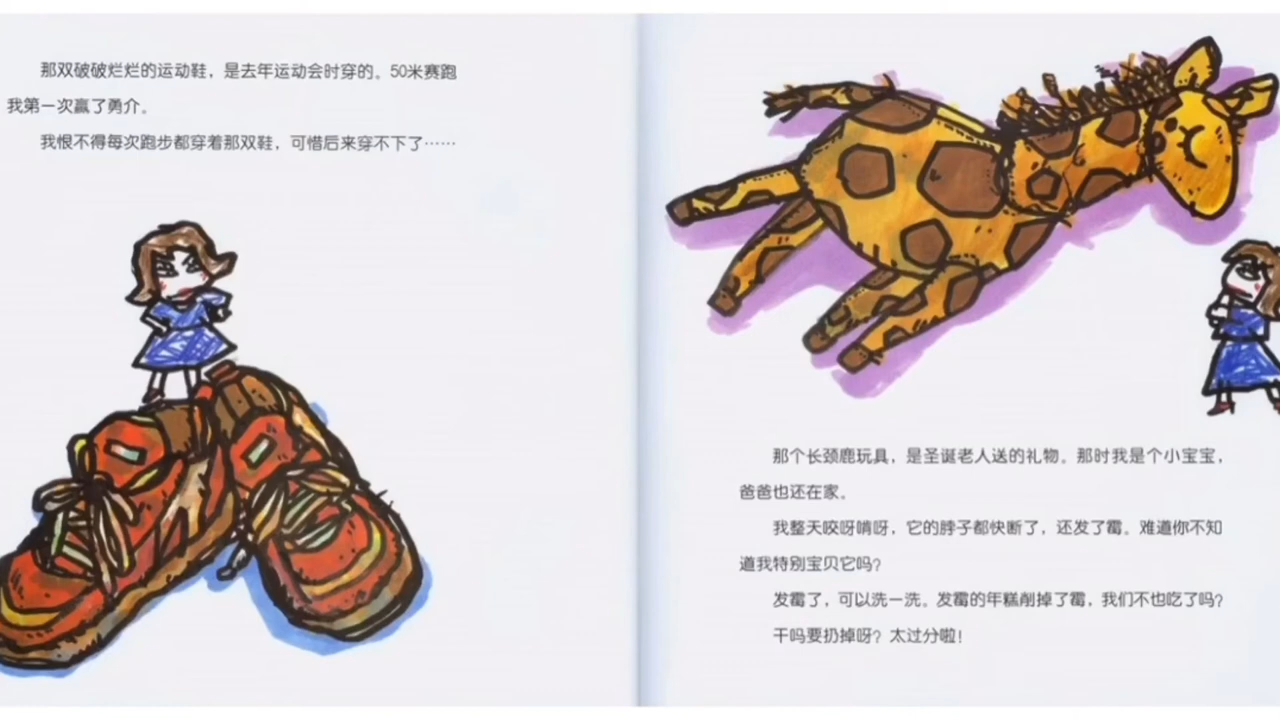 那双破破烂烂的运动鞋，是去年运动会时穿的。50米赛跑
我第一次赢了勇介。
我恨不得每次跑步都穿着那双鞋，可惜后来穿不下了……
那个长颈鹿玩具，是圣诞老人送的礼物。那时我是个小宝宝，
爸爸也还在家。
我整天咬呀啃呀，它的脖子都快断了，还发了霉。难道你不知
道我特别宝贝它吗？
发霉了，可以洗一洗。发霉的年糕削掉了霉，我们不也吃了吗？
干吗要扔掉呀？太过分啦！